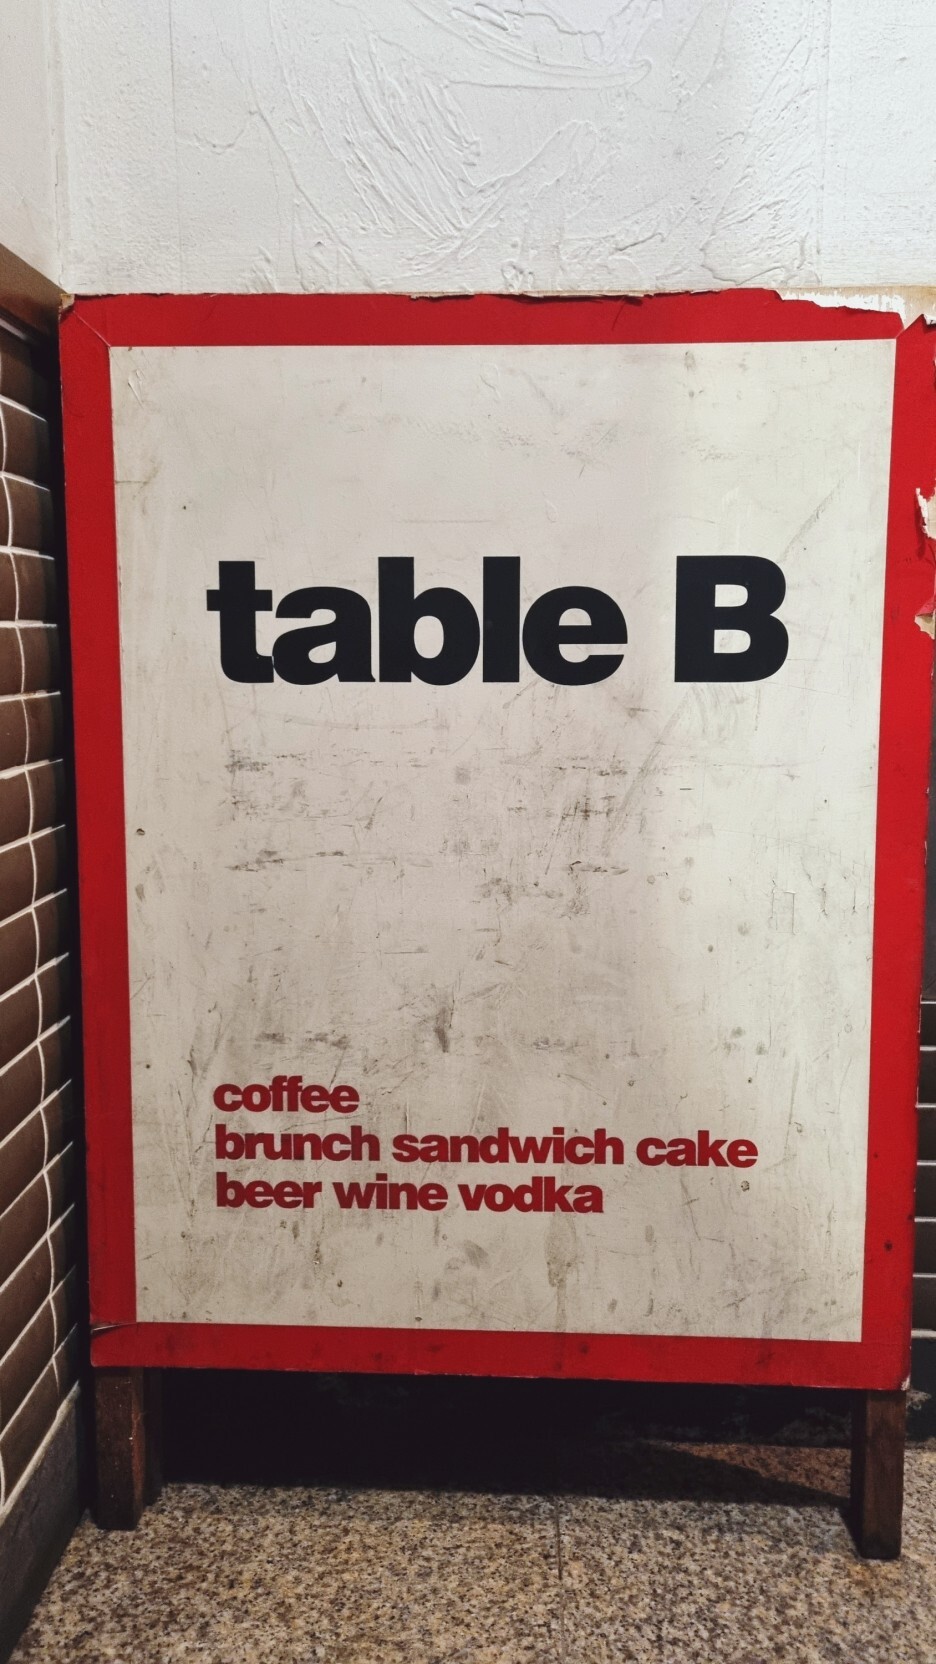 table B
coffee
brunch sandwich cake
beer wine vodka